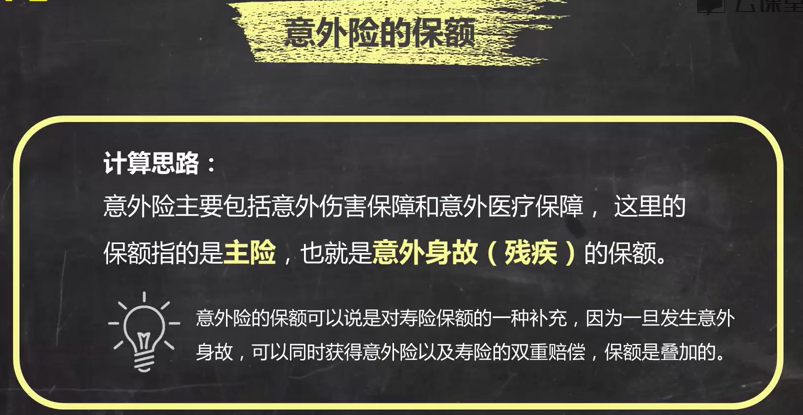 云课堂
意外险的保额
计算思路：
意外险主要包括意外伤害保障和意外医疗保障， 这里的
保额指的是主险，也就是意外身故（残疾）的保额。
意外险的保额可以说是对寿险保额的一种补充，因为一旦发生意外
身故，可以同时获得意外险以及寿险的双重赔偿，保额是叠加的。